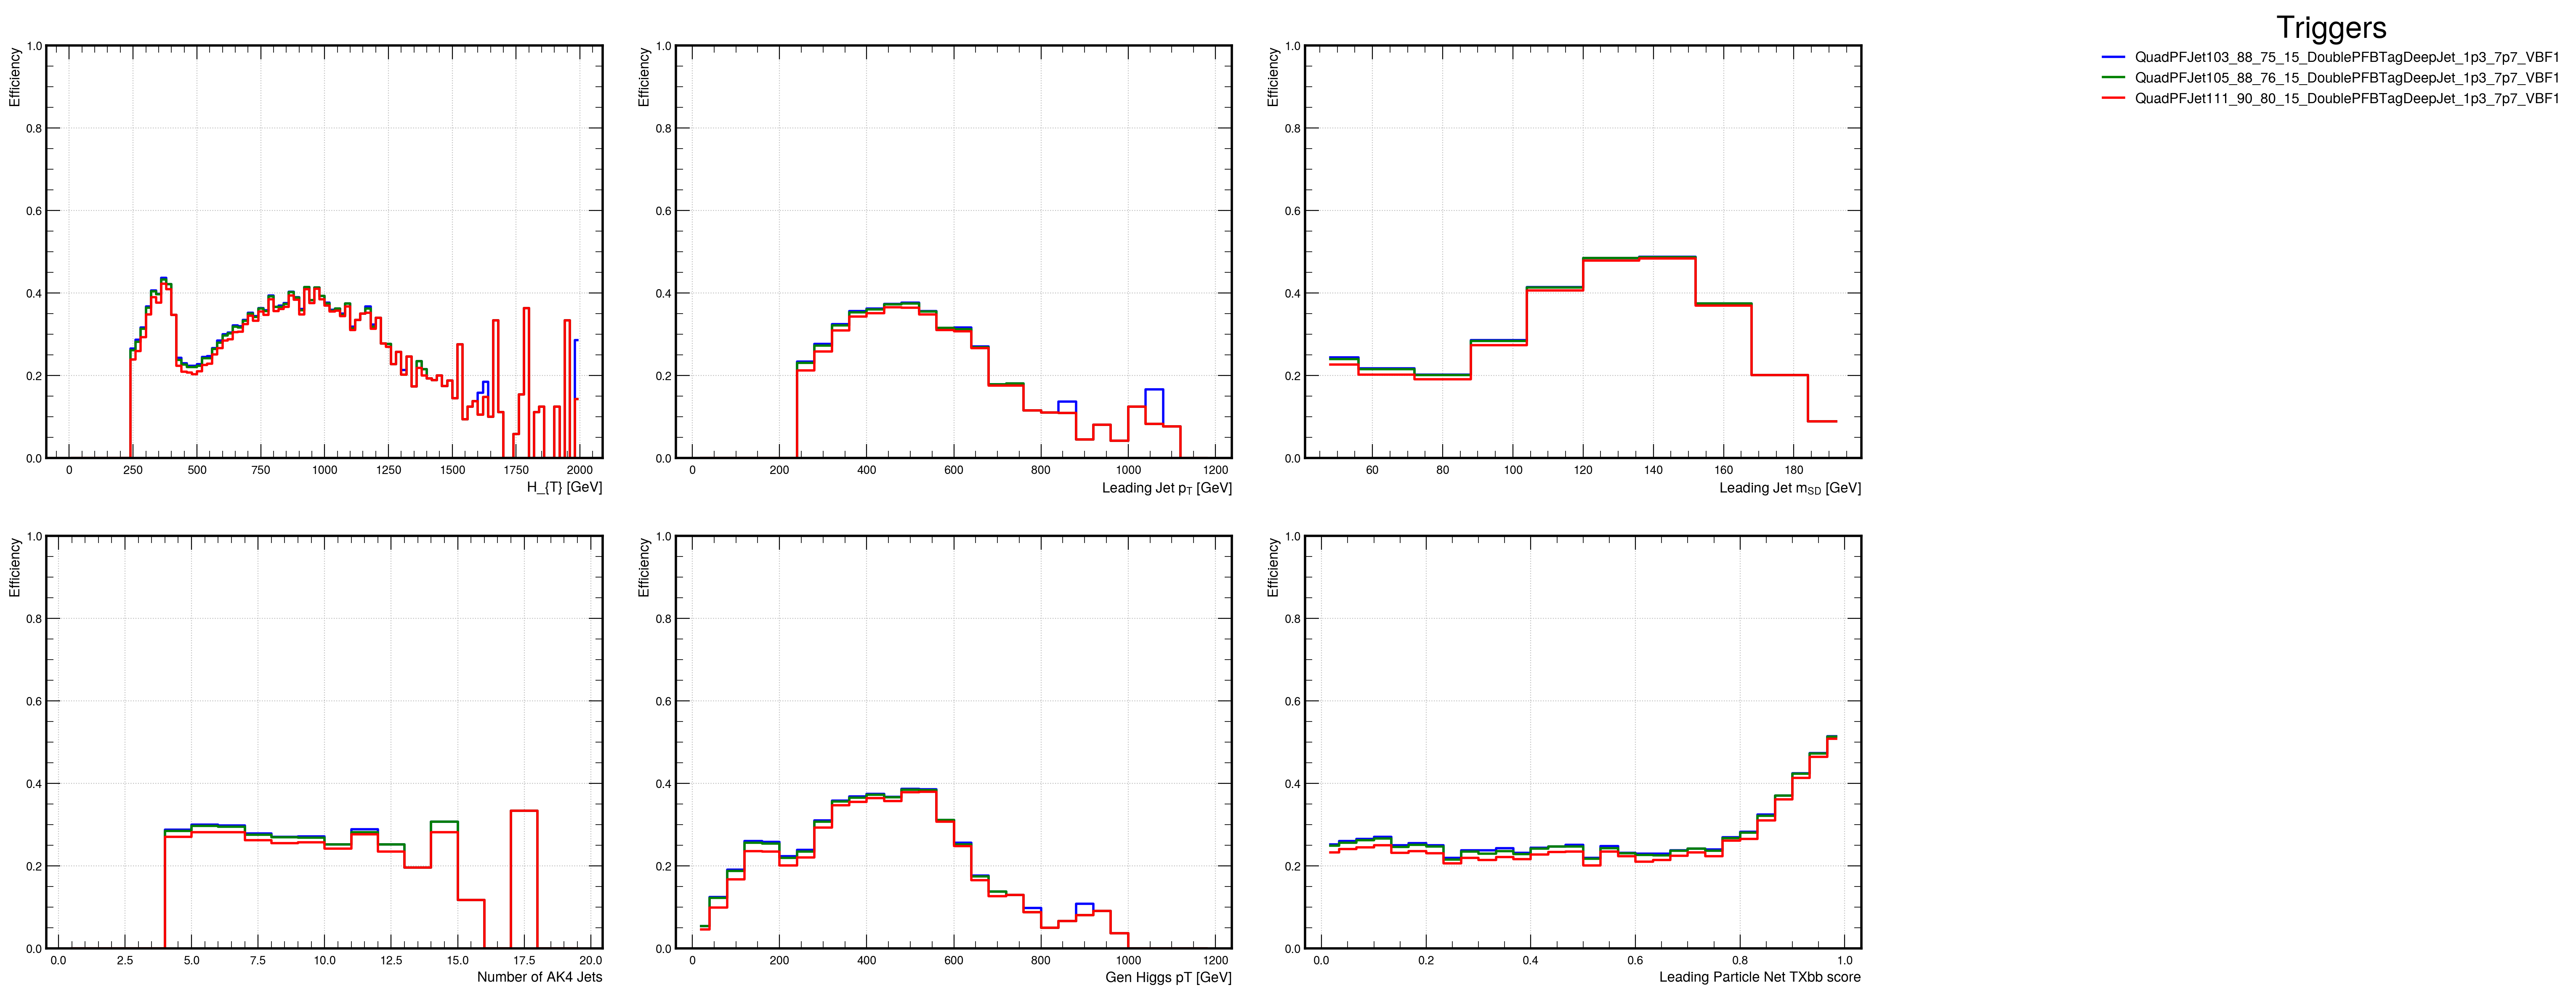 Triggers
QuadPFJet103_88_75_15_DoublePFBTagDeepJet_1p3_7p7_VBF1
QuadPFJet105_88_76_15_DoublePFBTagDeepJet_1p3_7p7_VBF1
QuadPFJet111_90_80_15_DoublePFBTagDeepJet_1p3_7p7_VBF1
Efficiency
1.0
0.8
0.6
0.4
0.2
0.0
0 250 500 750 1000 1250 1500 1750 2000
H_{T} [GeV]
Efficiency
1.0
0.8
0.6
0.4
0.2
0.0
0 200 400 600 800 1000 1200
Leading Jet pT [GeV]
Efficiency
1.0
0.8
0.6
0.4
0.2
0.0
60 80 100 120 140 160 180
Leading Jet mSD [GeV]
Efficiency
1.0
0.8
0.6
0.4
0.2
0.0
0.0 2.5 5.0 7.5 10.0 12.5 15.0 17.5 20.0
Number of AK4 Jets
Efficiency
1.0
0.8
0.6
0.4
0.2
0.0
0 200 400 600 800 1000 1200
Gen Higgs pT [GeV]
Efficiency
1.0
0.8
0.6
0.4
0.2
0.0
0.0 0.2 0.4 0.6 0.8 1.0
Leading Particle Net TXbb score